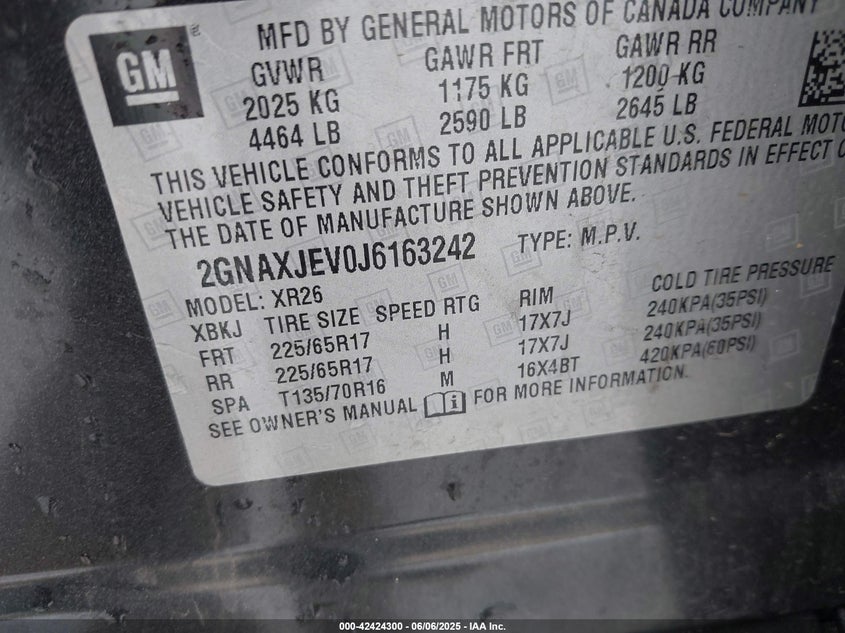 MFD BY GENERAL MOTORS OF CANADA COMPANY
GM
GVWR GAWR FRT GAWR RR
2025 KG 1175 KG 1200 KG
4464 LB 2590 LB 2645 LB
THIS VEHICLE CONFORMS TO ALL APPLICABLE U.S. FEDERAL MOT
VEHICLE SAFETY AND THEFT PREVENTION STANDARDS IN EFFECT O
THE DATE OF MANUFACTURE SHOWN ABOVE.
2GNAXJEV0J6163242 TYPE: M.P.V.
MODEL: XR26
XBKJ TIRE SIZE SPEED RTG RIM COLD TIRE PRESSURE
FRT 225/65R17 H 17X7J 240KPA(35PSI)
RR 225/65R17 H 17X7J 240KPA(35PSI)
SPA T135/70R16 M 16X4BT 420KPA(60PSI)
SEE OWNER'S MANUAL FOR MORE INFORMATION.
000-42424300 - 06/06/2025 - IAA Inc.